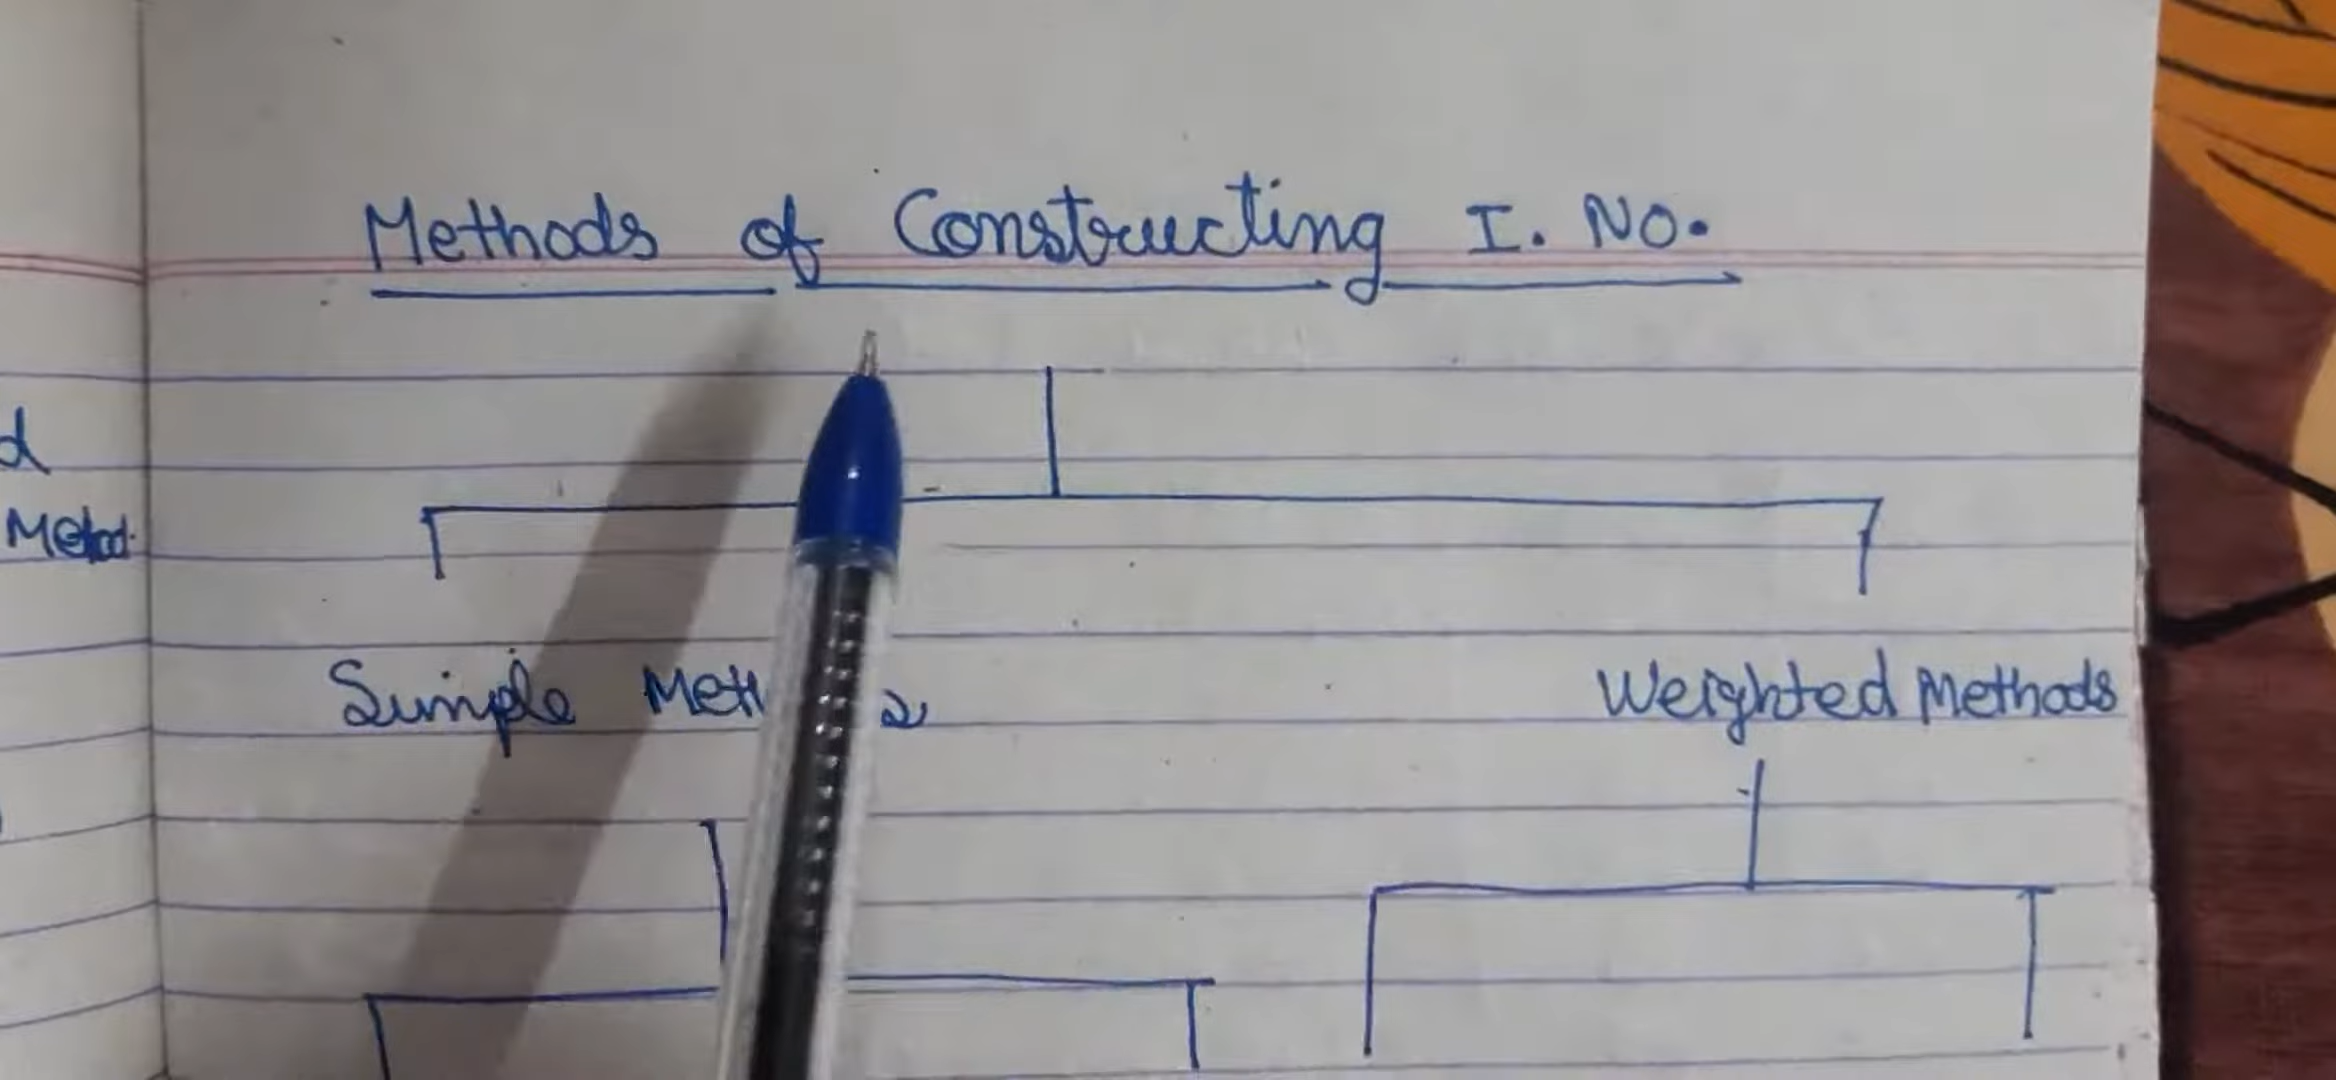 Methods of Constructing I. No.
d
Method.
Simple
Weighted Methods